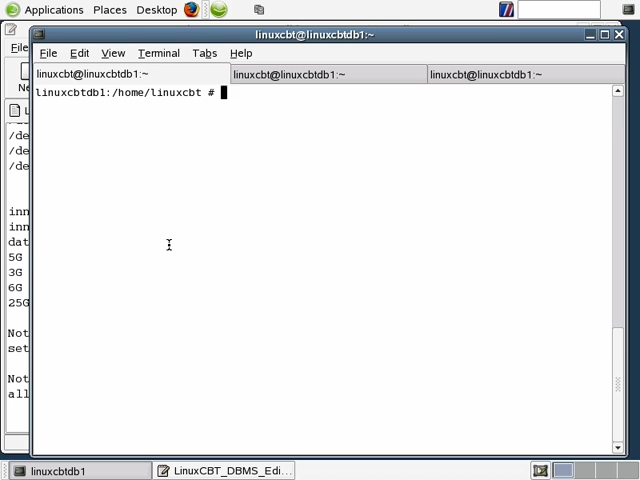 Applications Places Desktop
linuxcbt@linuxcbtdb1:~
File
File Edit View Terminal Tabs Help
linuxcbt@linuxcbtdb1:~ linuxcbt@linuxcbtdb1:~ linuxcbt@linuxcbtdb1:~
linuxcbtdb1:/home/linuxcbt #
/de
/de
/de
inn
inn
dat
5G
3G
6G
25G
Not
set
Not
all
linuxcbtdb1 LinuxCBT_DBMS_Edi...